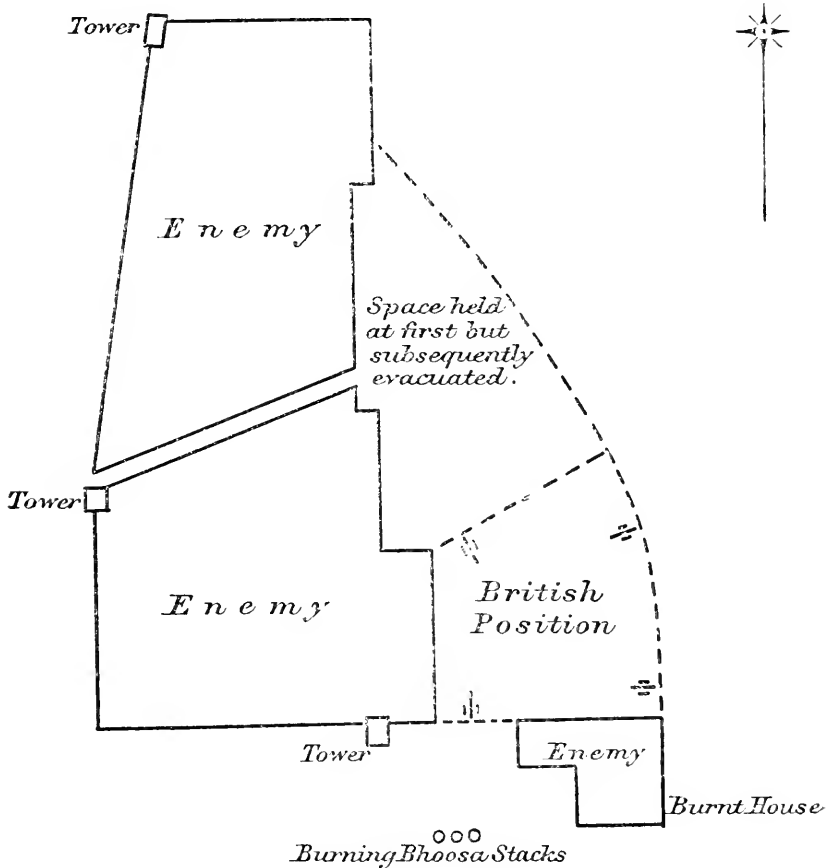 Tower
Enemy
Space held
at first but
subsequently
evacuated.
Tower
Enemy
British
Position
Tower
Enemy
Burnt House
Burning Bhoosa Stacks